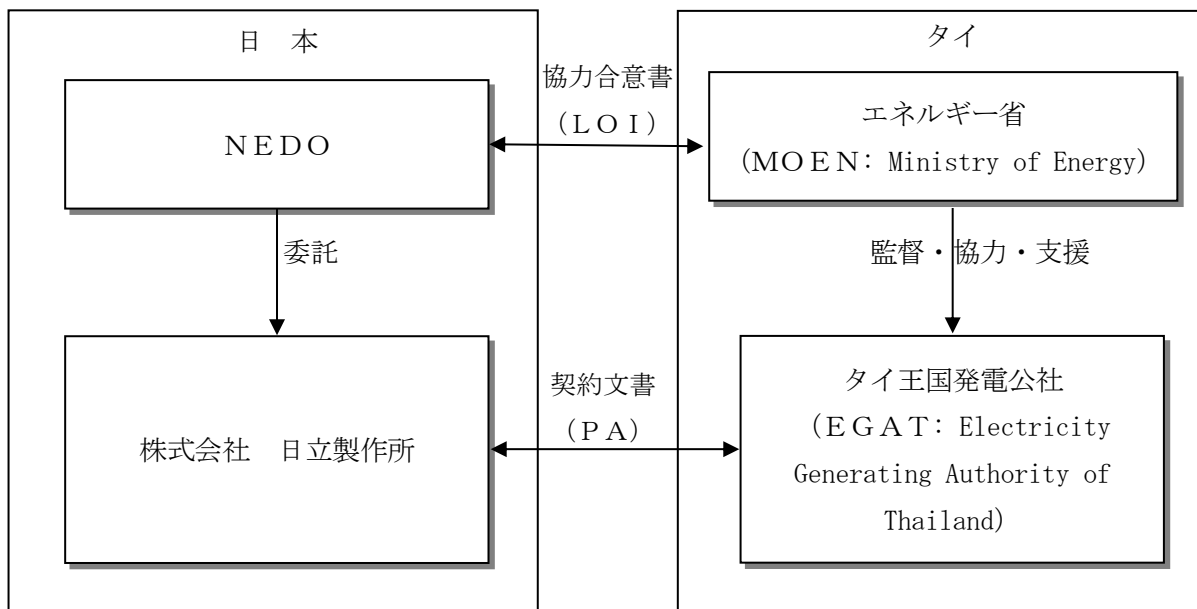 日　本
ＮＥＤＯ
委託
株式会社　日立製作所
協力合意書
（ＬＯＩ）
契約文書
（ＰＡ）
タイ
エネルギー省
(ＭＯＥＮ: Ministry of Energy)
監督・協力・支援
タイ王国発電公社
(ＥＧＡＴ: Electricity
Generating Authority of
Thailand)